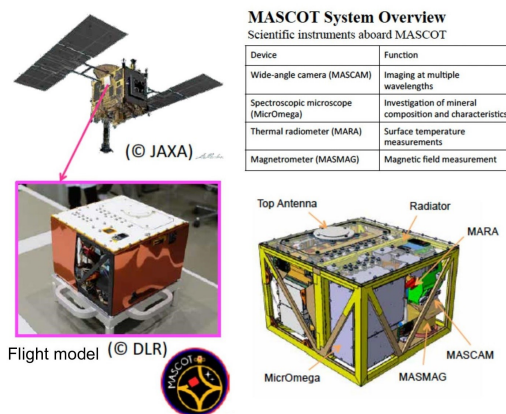 MASCOT System Overview
Scientific instruments aboard MASCOT
Device Function
Wide-angle camera (MASCAM) Imaging at multiple wavelengths
Spectroscopic microscope (MicrOmega) Investigation of mineral composition and characteristics
Thermal radiometer (MARA) Surface temperature measurements
Magnetrometer (MASMAG) Magnetic field measurement
(© JAXA)
Top Antenna
Radiator
MARA
MASCAM
MASMAG
MicrOmega
Flight model (© DLR)
MASCOT